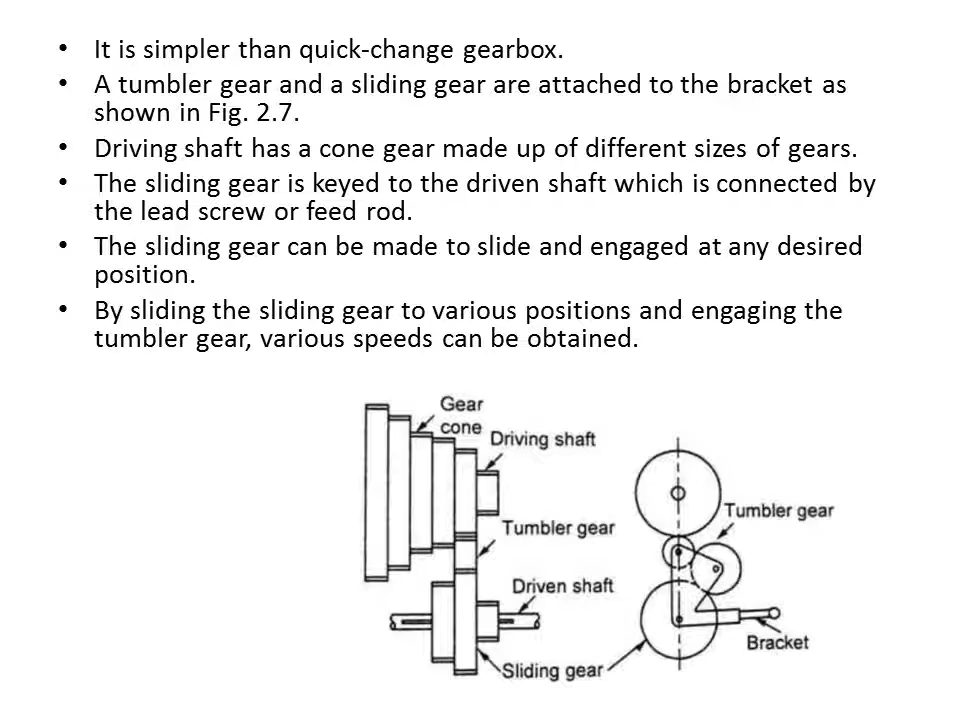 • It is simpler than quick-change gearbox.
• A tumbler gear and a sliding gear are attached to the bracket as
shown in Fig. 2.7.
• Driving shaft has a cone gear made up of different sizes of gears.
• The sliding gear is keyed to the driven shaft which is connected by
the lead screw or feed rod.
• The sliding gear can be made to slide and engaged at any desired
position.
• By sliding the sliding gear to various positions and engaging the
tumbler gear, various speeds can be obtained.
Gear
cone
Driving shaft
Tumbler gear
Driven shaft
Sliding gear
Tumbler gear
Bracket